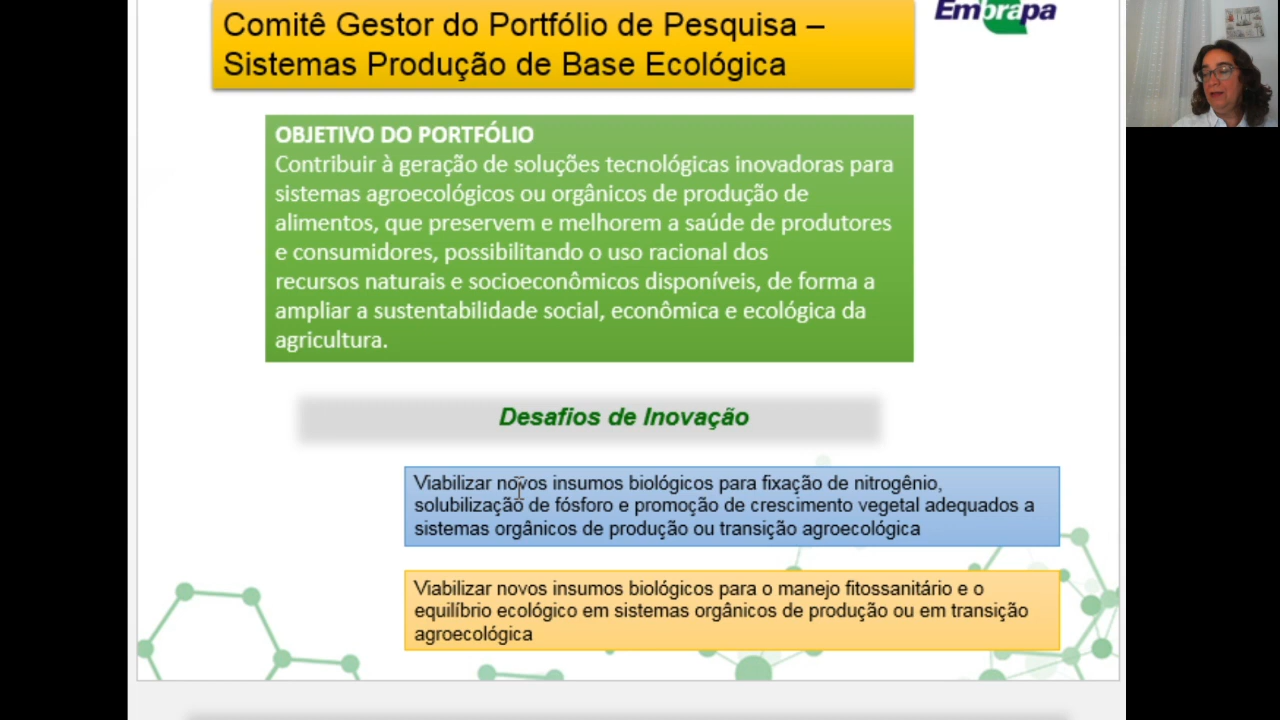 Comitê Gestor do Portfólio de Pesquisa –
Sistemas Produção de Base Ecológica
Embrapa
OBJETIVO DO PORTFÓLIO
Contribuir à geração de soluções tecnológicas inovadoras para
sistemas agroecológicos ou orgânicos de produção de
alimentos, que preservem e melhorem a saúde de produtores
e consumidores, possibilitando o uso racional dos
recursos naturais e socioeconômicos disponíveis, de forma a
ampliar a sustentabilidade social, econômica e ecológica da
agricultura.
Desafios de Inovação
Viabilizar novos insumos biológicos para fixação de nitrogênio,
solubilização de fósforo e promoção de crescimento vegetal adequados a
sistemas orgânicos de produção ou transição agroecológica
Viabilizar novos insumos biológicos para o manejo fitossanitário e o
equilíbrio ecológico em sistemas orgânicos de produção ou em transição
agroecológica